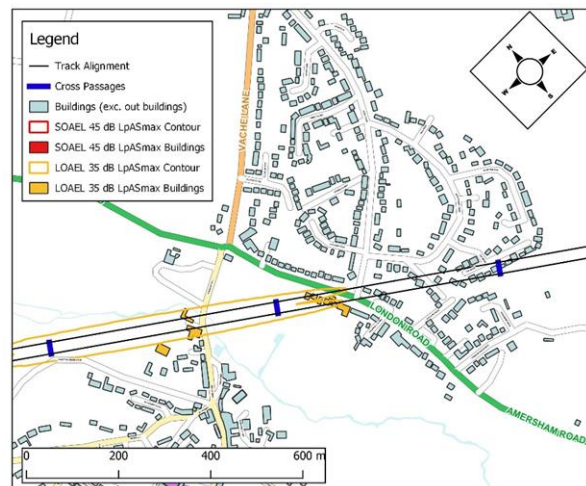 Legend
Track Alignment
Cross Passages
Buildings (exc. out buildings)
SOAEL 45 dB LpASmax Contour
SOAEL 45 dB LpASmax Buildings
LOAEL 35 dB LpASmax Contour
LOAEL 35 dB LpASmax Buildings
N
E
S
W
VACHE LANE
LONDON ROAD
AMERSHAM ROAD
0 200 400 600 m